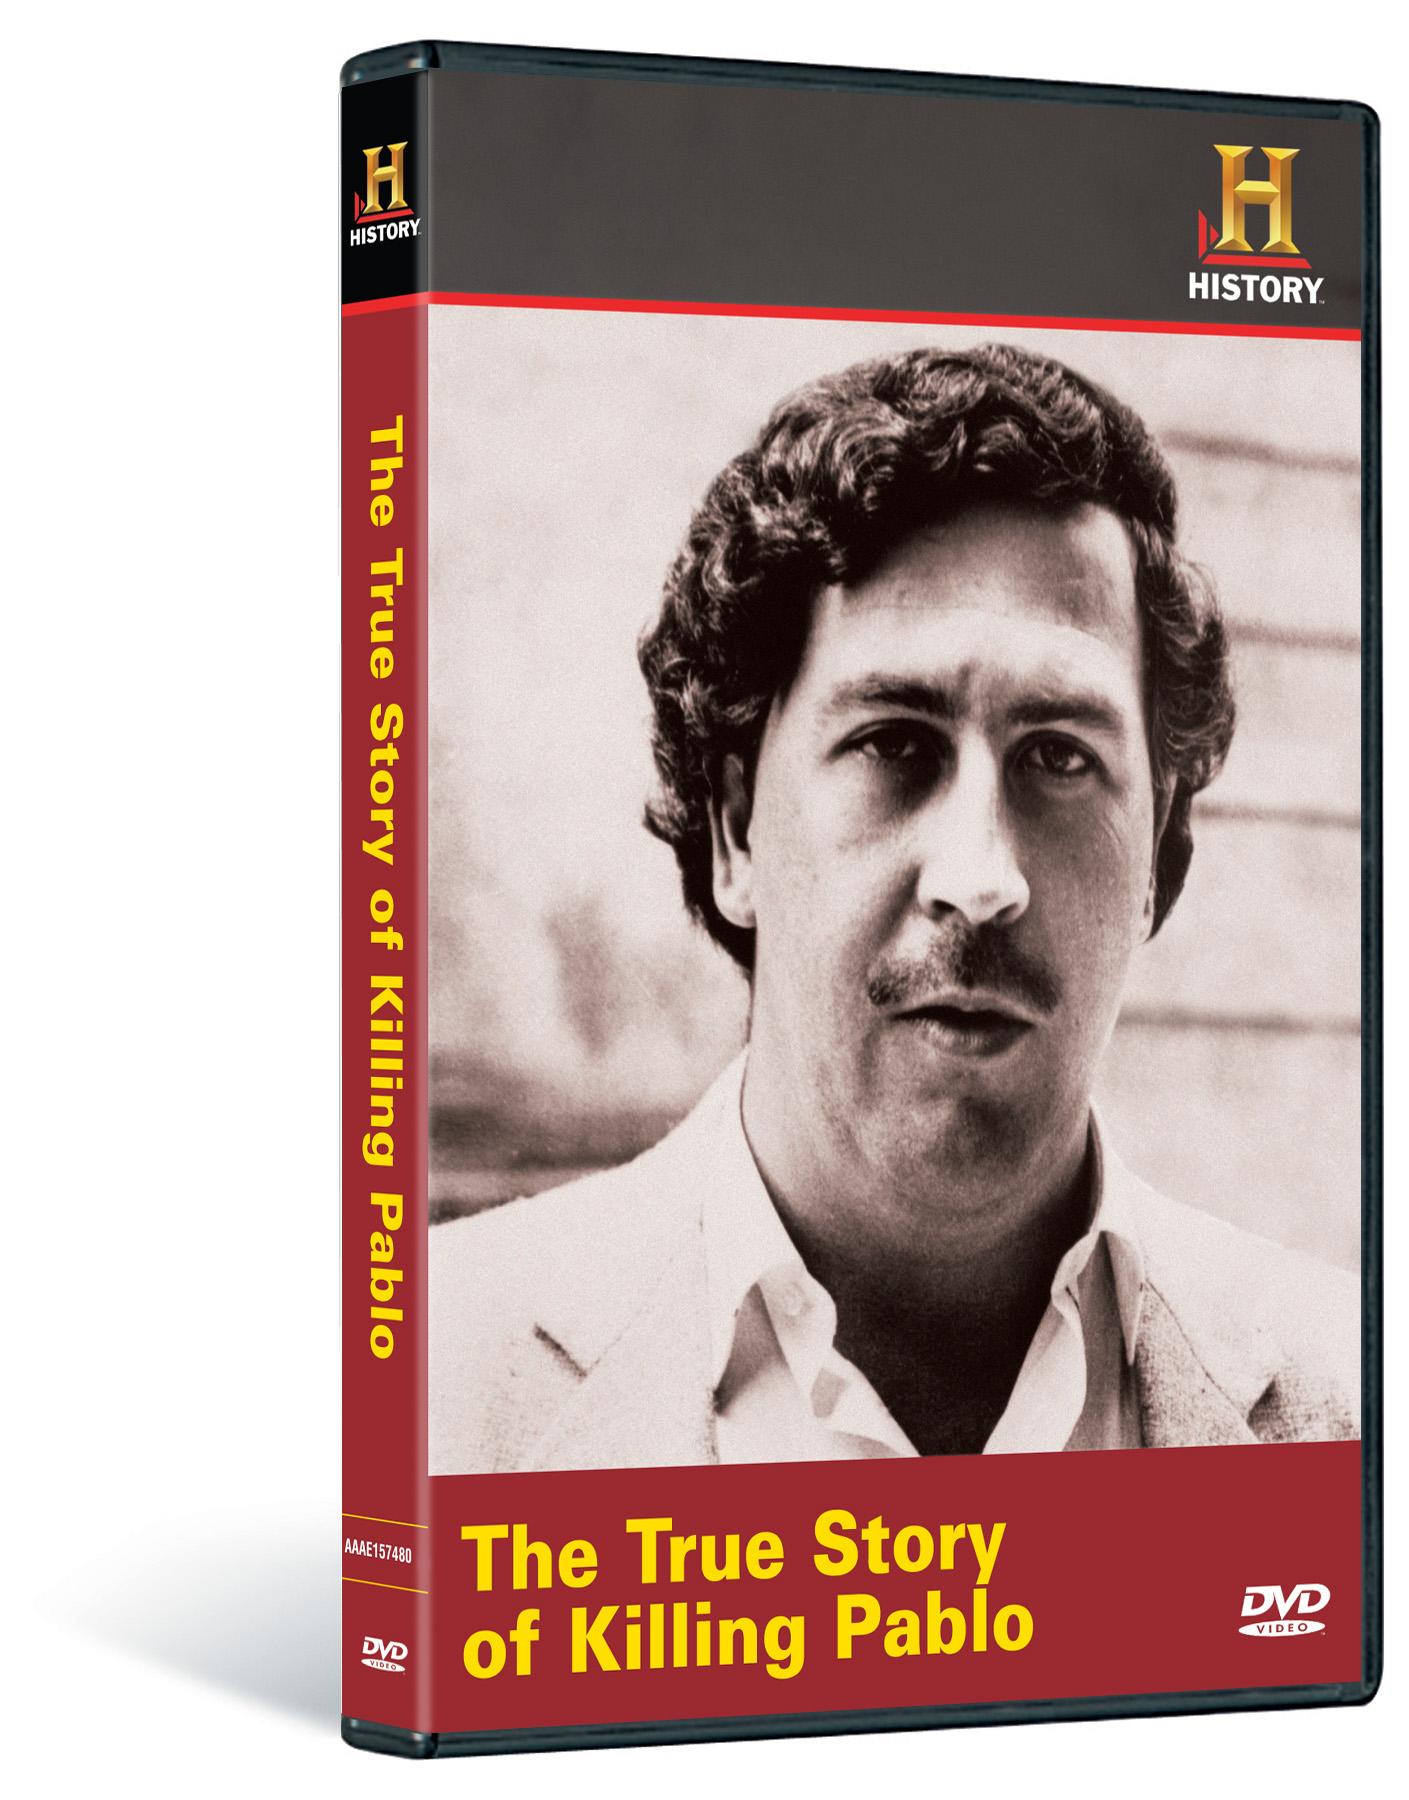 HISTORY
The True Story of Killing Pablo
AAAE157480
DVD
VIDEO
HISTORY
The True Story
of Killing Pablo
DVD
VIDEO